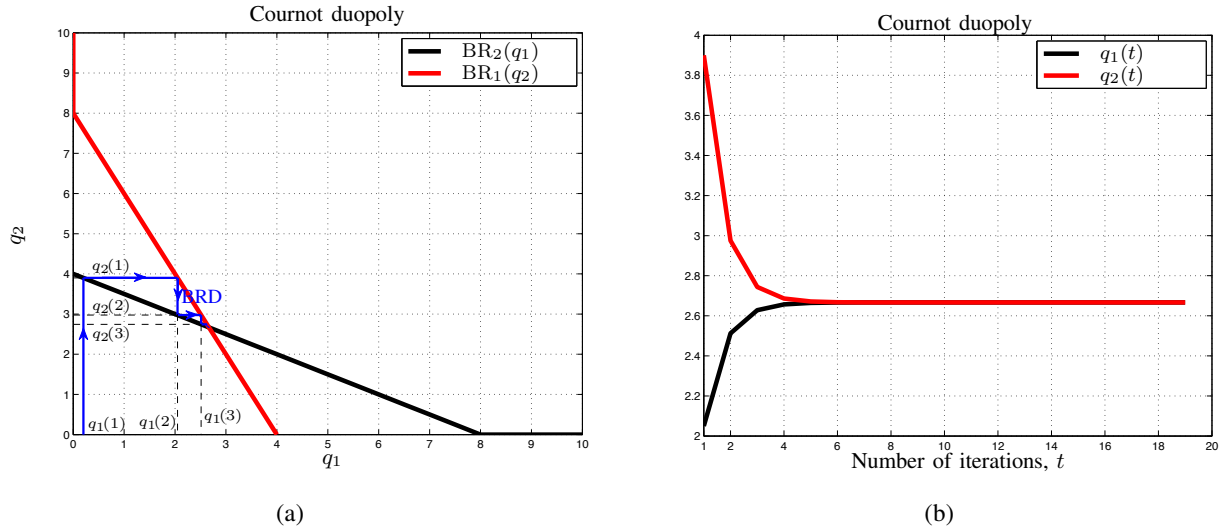 Cournot duopoly
BR₂(q₁)
BR₁(q₂)
10
9
8
7
6
5
4
3
2
1
0
q₂
q₂(1)
q₂(2)
q₂(3)
BRD
q₁(1)
q₁(2)
q₁(3)
0 1 2 3 4 5 6 7 8 9 10
q₁
(a)
Cournot duopoly
q₁(t)
q₂(t)
4
3.8
3.6
3.4
3.2
3
2.8
2.6
2.4
2.2
2
1 2 4 6 8 10 12 14 16 18 20
Number of iterations, t
(b)